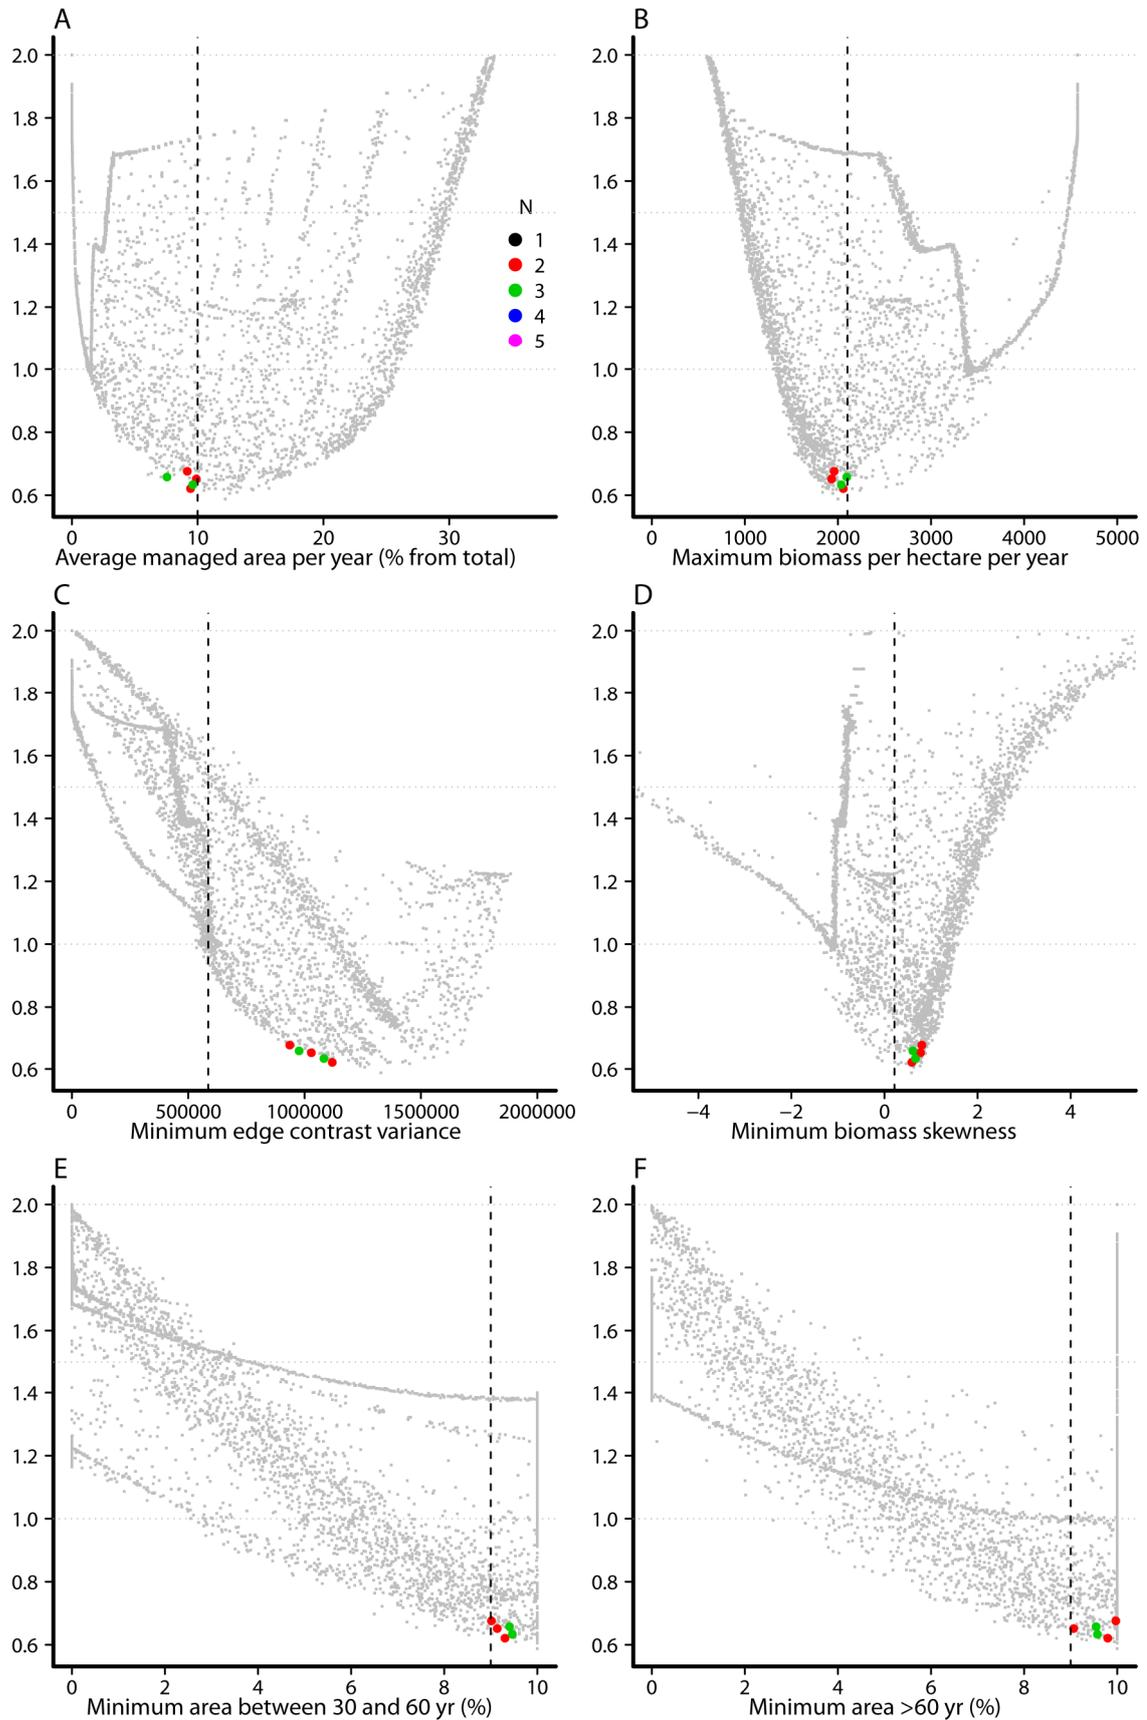 A
B
2.0
1.8
1.6
1.4
1.2
1.0
0.8
0.6
N
1
2
3
4
5
2.0
1.8
1.6
1.4
1.2
1.0
0.8
0.6
0 10 20 30
0 1000 2000 3000 4000 5000
Average managed area per year (% from total)
Maximum biomass per hectare per year
C
D
2.0
1.8
1.6
1.4
1.2
1.0
0.8
0.6
2.0
1.8
1.6
1.4
1.2
1.0
0.8
0.6
0 500000 1000000 1500000 2000000
−4 −2 0 2 4
Minimum edge contrast variance
Minimum biomass skewness
E
F
2.0
1.8
1.6
1.4
1.2
1.0
0.8
0.6
2.0
1.8
1.6
1.4
1.2
1.0
0.8
0.6
0 2 4 6 8 10
0 2 4 6 8 10
Minimum area between 30 and 60 yr (%)
Minimum area >60 yr (%)